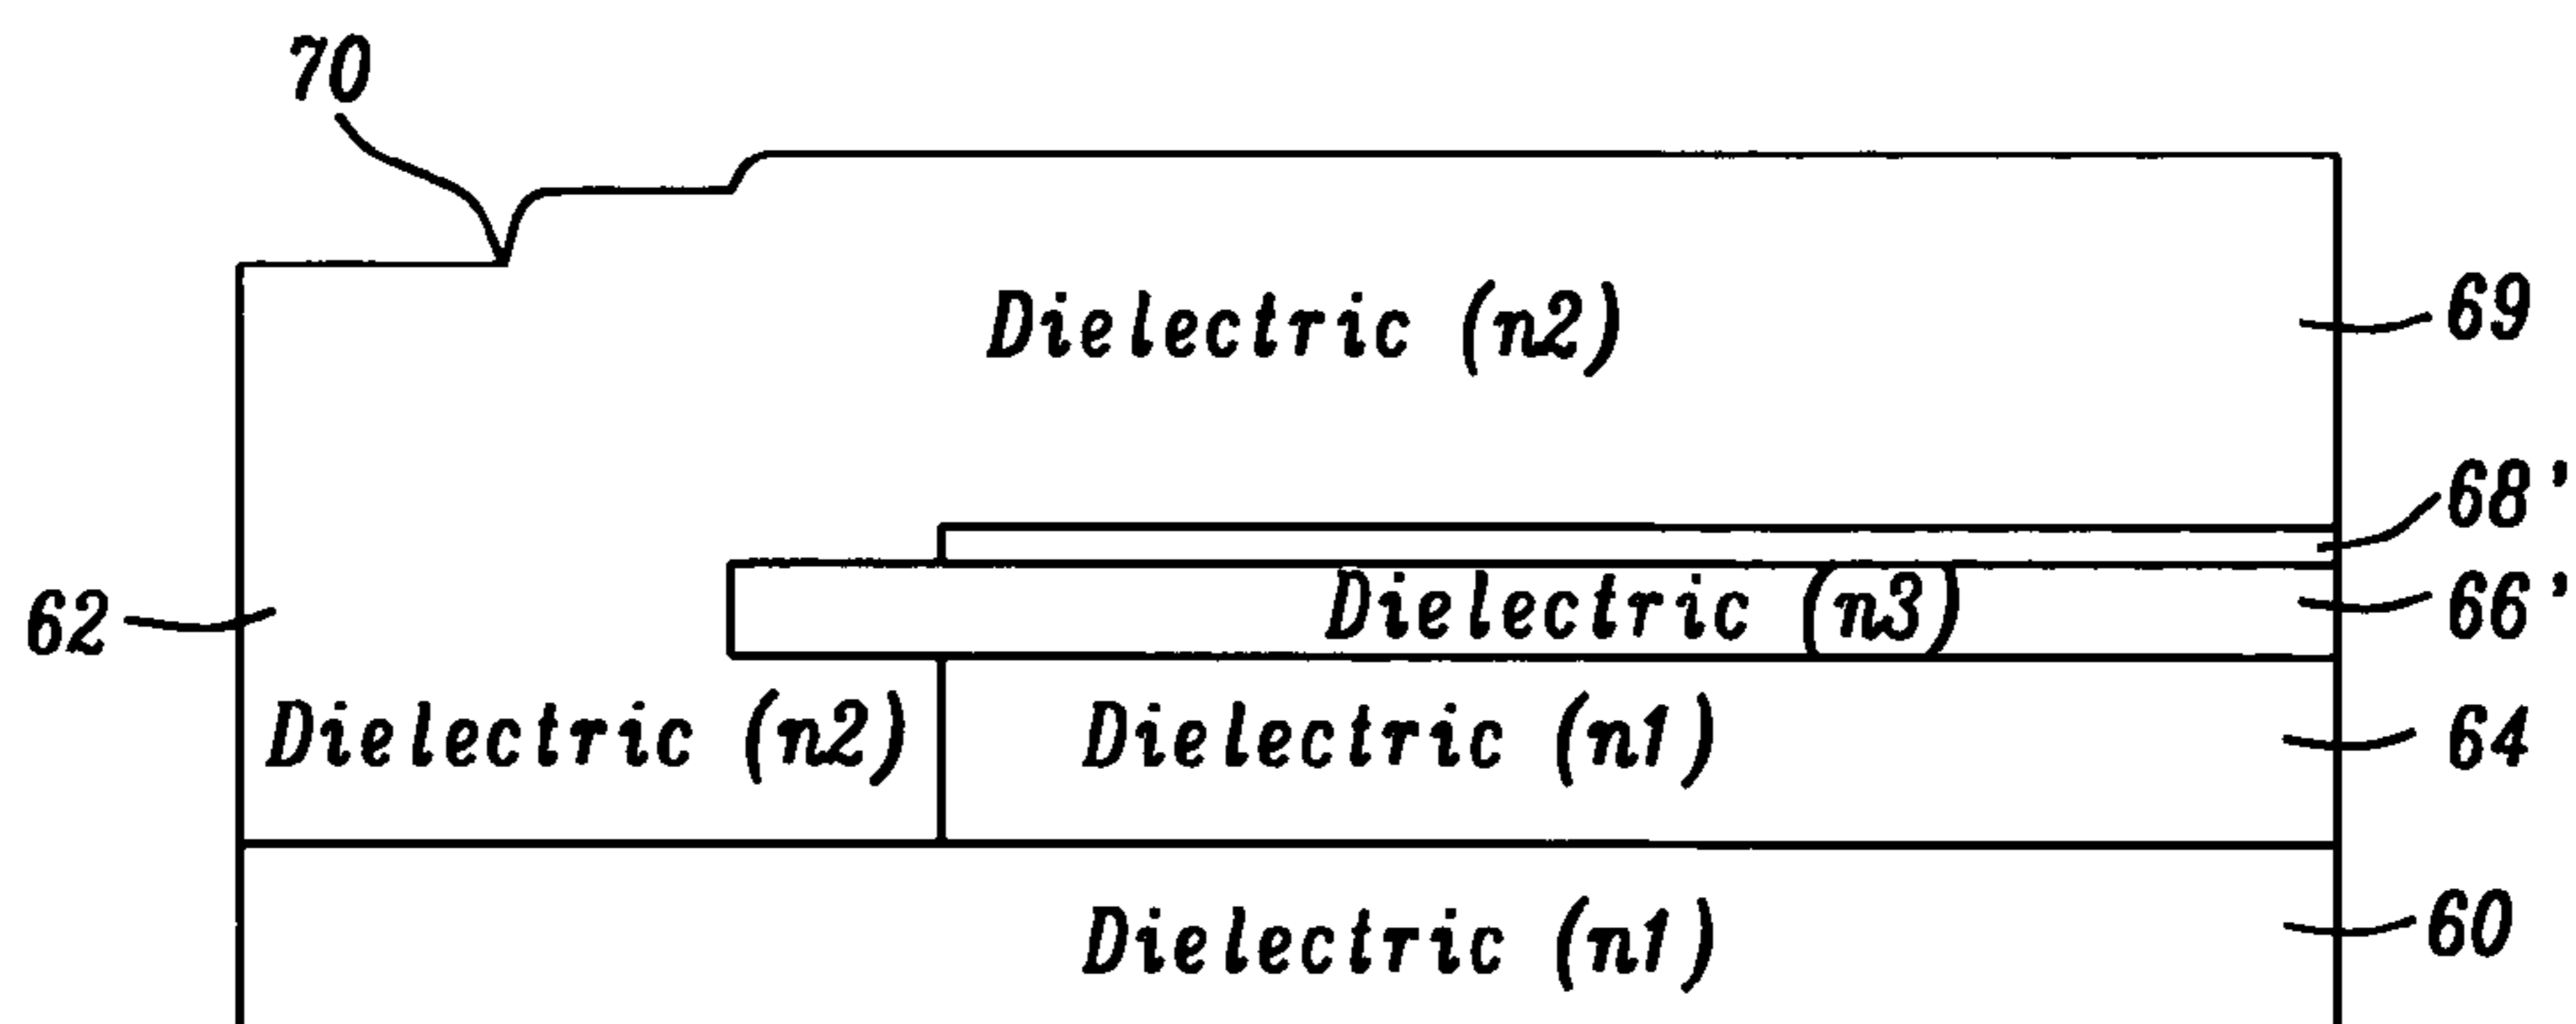 70
Dielectric (n2)
69
68'
Dielectric (n3)
66'
62
Dielectric (n2)
Dielectric (n1)
64
Dielectric (n1)
60